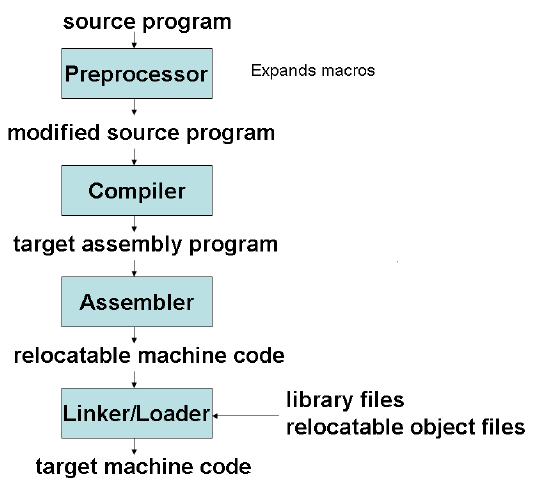 source program
Preprocessor
Expands macros
modified source program
Compiler
target assembly program
Assembler
relocatable machine code
Linker/Loader
library files
relocatable object files
target machine code